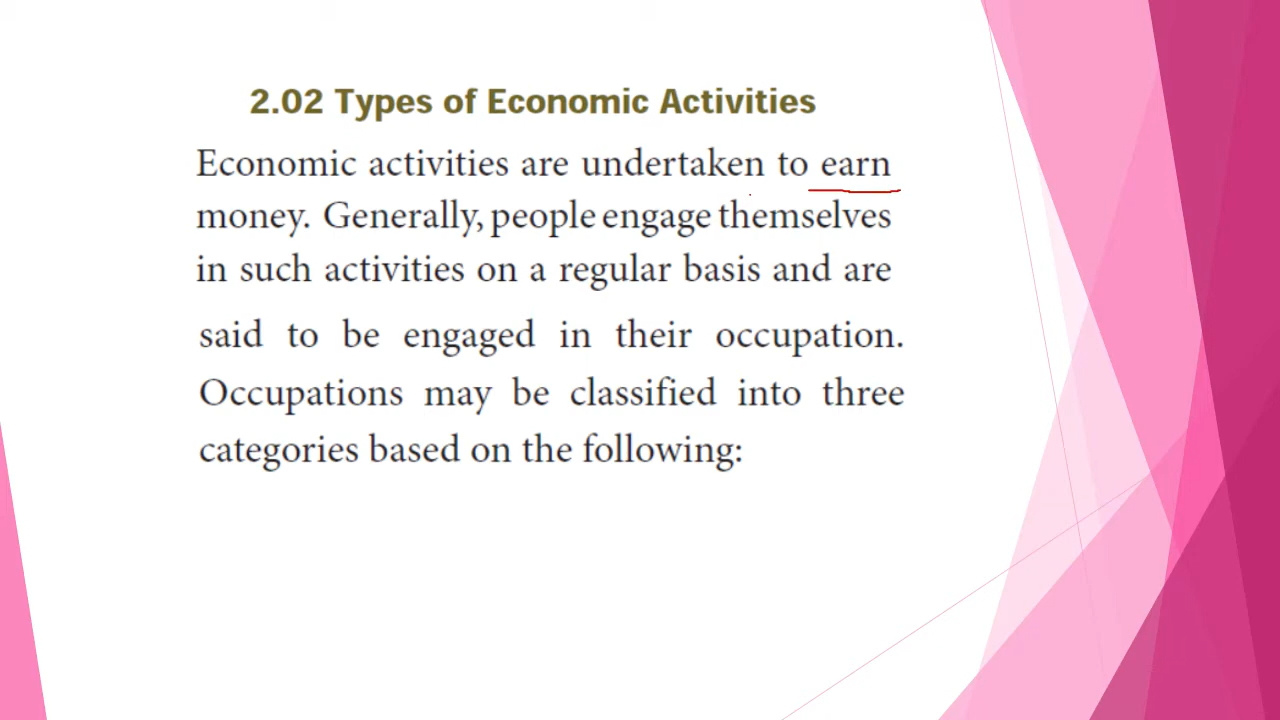 2.02 Types of Economic Activities
Economic activities are undertaken to earn
money. Generally, people engage themselves
in such activities on a regular basis and are
said to be engaged in their occupation.
Occupations may be classified into three
categories based on the following: